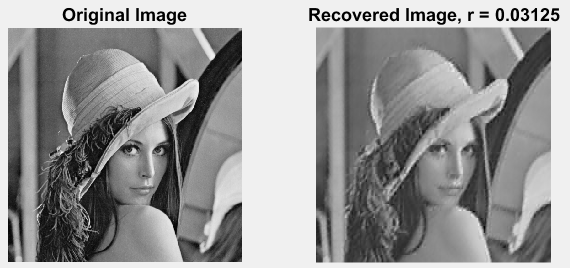 Original Image
Recovered Image, r = 0.03125